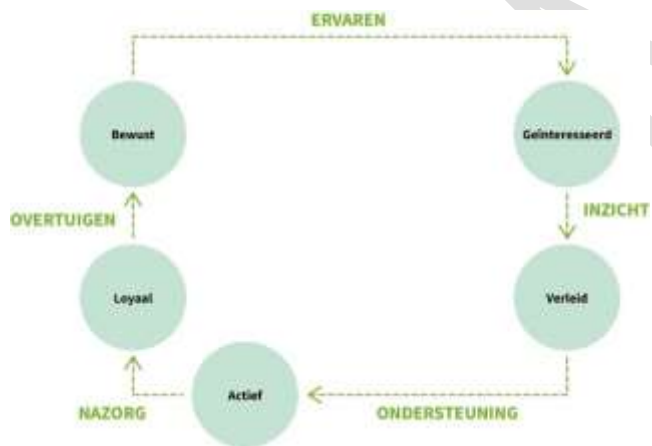 ERVAREN
Bewust
Geïnteresseerd
OVERTUIGEN
INZICHT
Loyaal
Verleid
Actief
NAZORG
ONDERSTEUNING